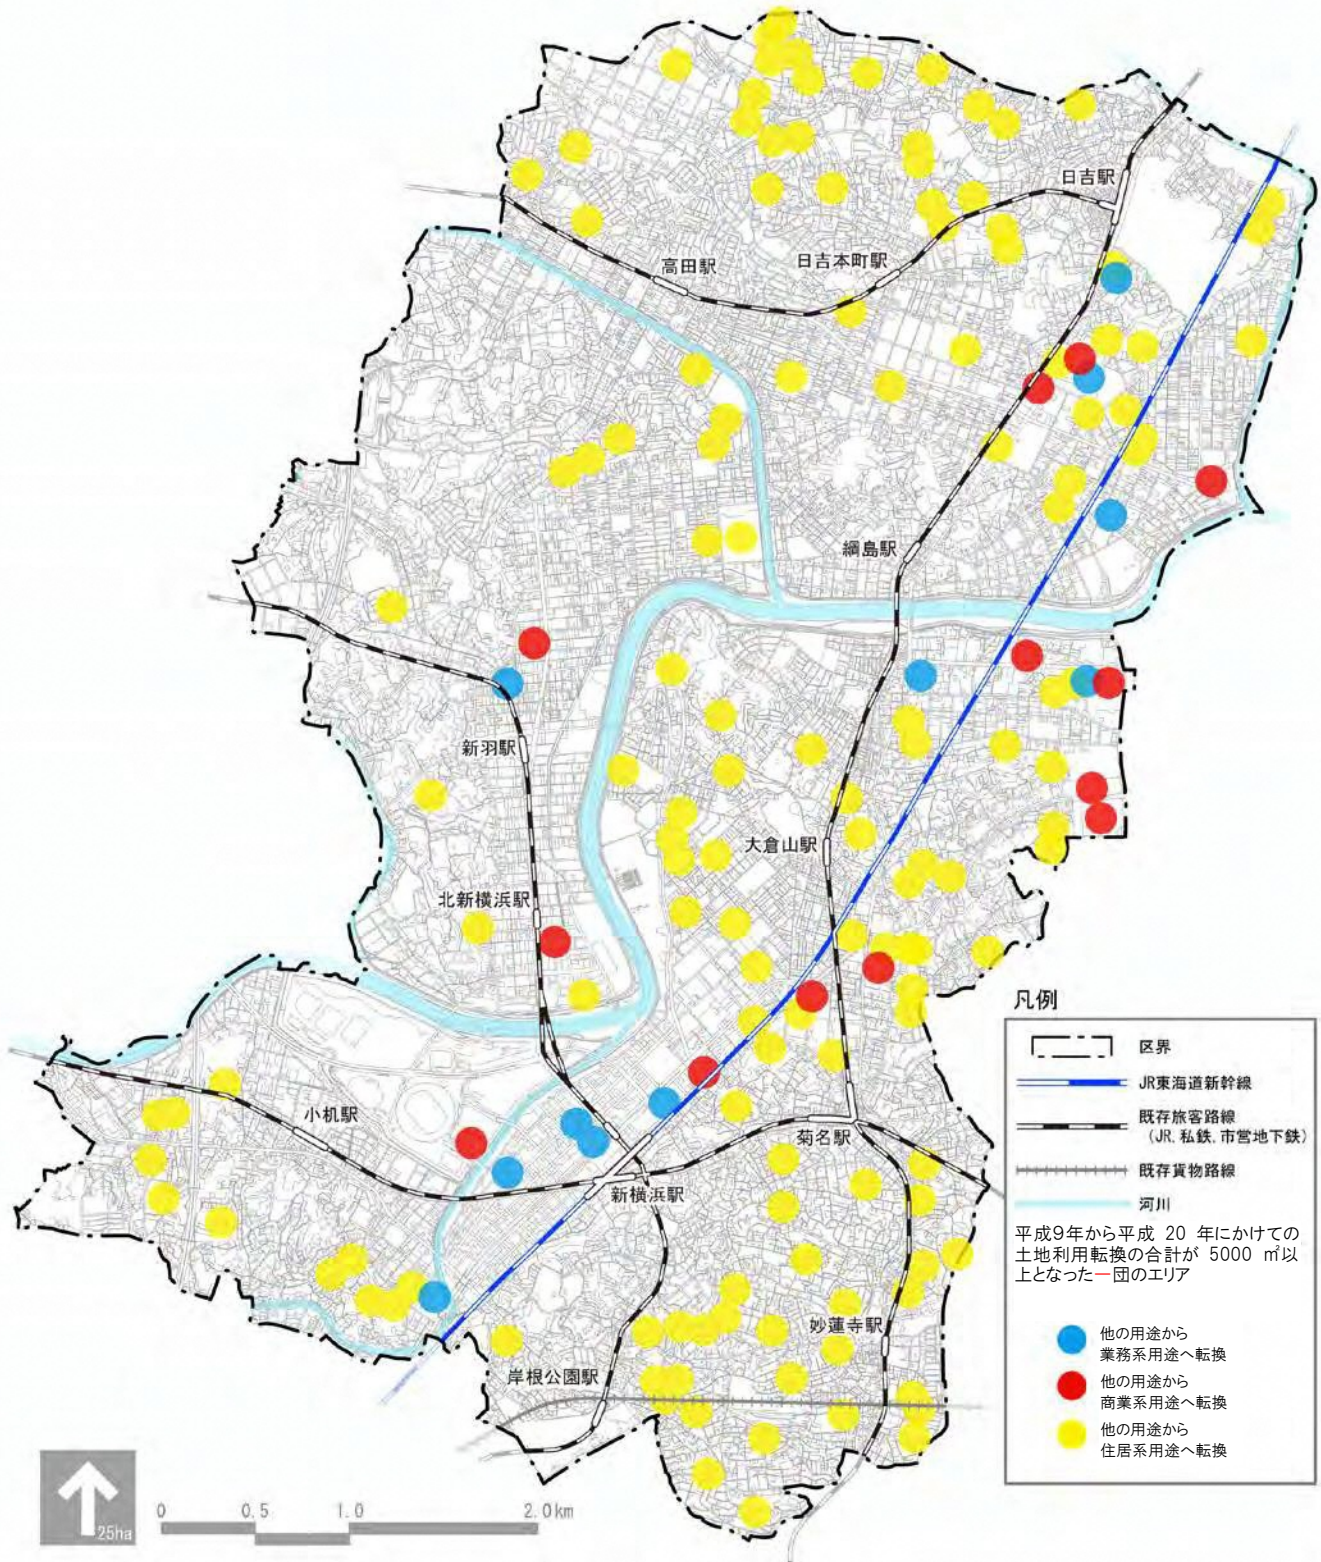 日吉駅
高田駅
日吉本町駅
綱島駅
新羽駅
大倉山駅
北新横浜駅
小机駅
菊名駅
新横浜駅
妙蓮寺駅
岸根公園駅
凡例
区界
JR東海道新幹線
既存旅客路線
(JR, 私鉄, 市営地下鉄)
既存貨物路線
河川
平成9年から平成 20 年にかけての
土地利用転換の合計が 5000 ㎡以
上となった一団のエリア
他の用途から
業務系用途へ転換
他の用途から
商業系用途へ転換
他の用途から
住居系用途へ転換
25ha
0 0.5 1.0 2.0km